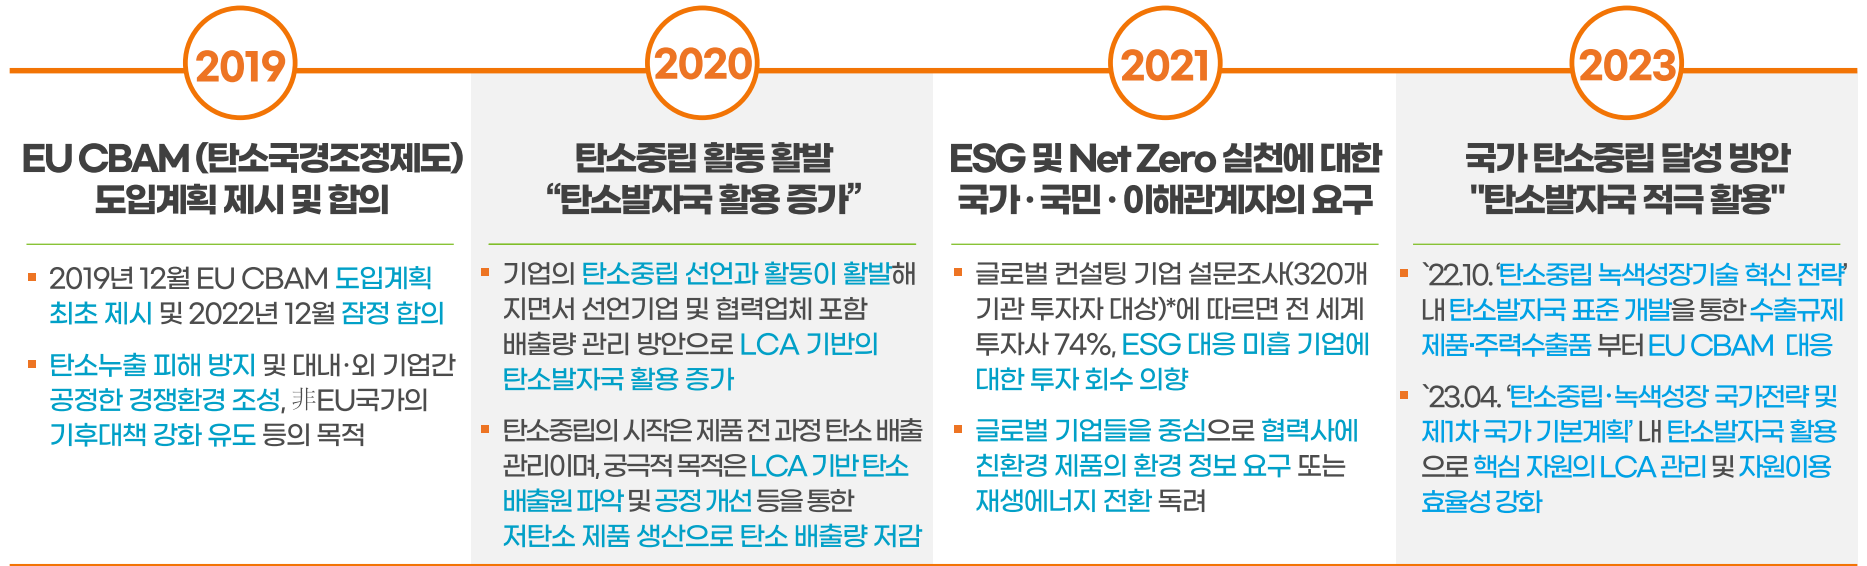 2019
EU CBAM (탄소국경조정제도)
도입계획 제시 및 합의
2019년 12월 EU CBAM 도입계획
최초 제시 및 2022년 12월 잠정 합의
탄소누출 피해 방지 및 대내·외 기업간
공정한 경쟁환경 조성, 非EU국가의
기후대책 강화 유도 등의 목적
2020
탄소중립 활동 활발
“탄소발자국 활용 증가”
기업의 탄소중립 선언과 활동이 활발해
지면서 선언기업 및 협력업체 포함
배출량 관리 방안으로 LCA 기반의
탄소발자국 활용 증가
탄소중립의 시작은 제품 전 과정 탄소 배출
관리이며, 궁극적 목적은 LCA 기반 탄소
배출원 파악 및 공정 개선 등을 통한
저탄소 제품 생산으로 탄소 배출량 저감
2021
ESG 및 Net Zero 실천에 대한
국가·국민·이해관계자의 요구
글로벌 컨설팅 기업 설문조사(320개
기관 투자자 대상)*에 따르면 전 세계
투자사 74%, ESG 대응 미흡 기업에
대한 투자 회수 의향
글로벌 기업들을 중심으로 협력사에
친환경 제품의 환경 정보 요구 또는
재생에너지 전환 독려
2023
국가 탄소중립 달성 방안
"탄소발자국 적극 활용"
`22.10. ‘탄소중립 녹색성장기술 혁신 전략’
내 탄소발자국 표준 개발을 통한 수출규제
제품·주력수출품 부터 EU CBAM 대응
`23.04. ‘탄소중립·녹색성장 국가전략 및
제1차 국가 기본계획’ 내 탄소발자국 활용
으로 핵심 자원의 LCA 관리 및 자원이용
효율성 강화